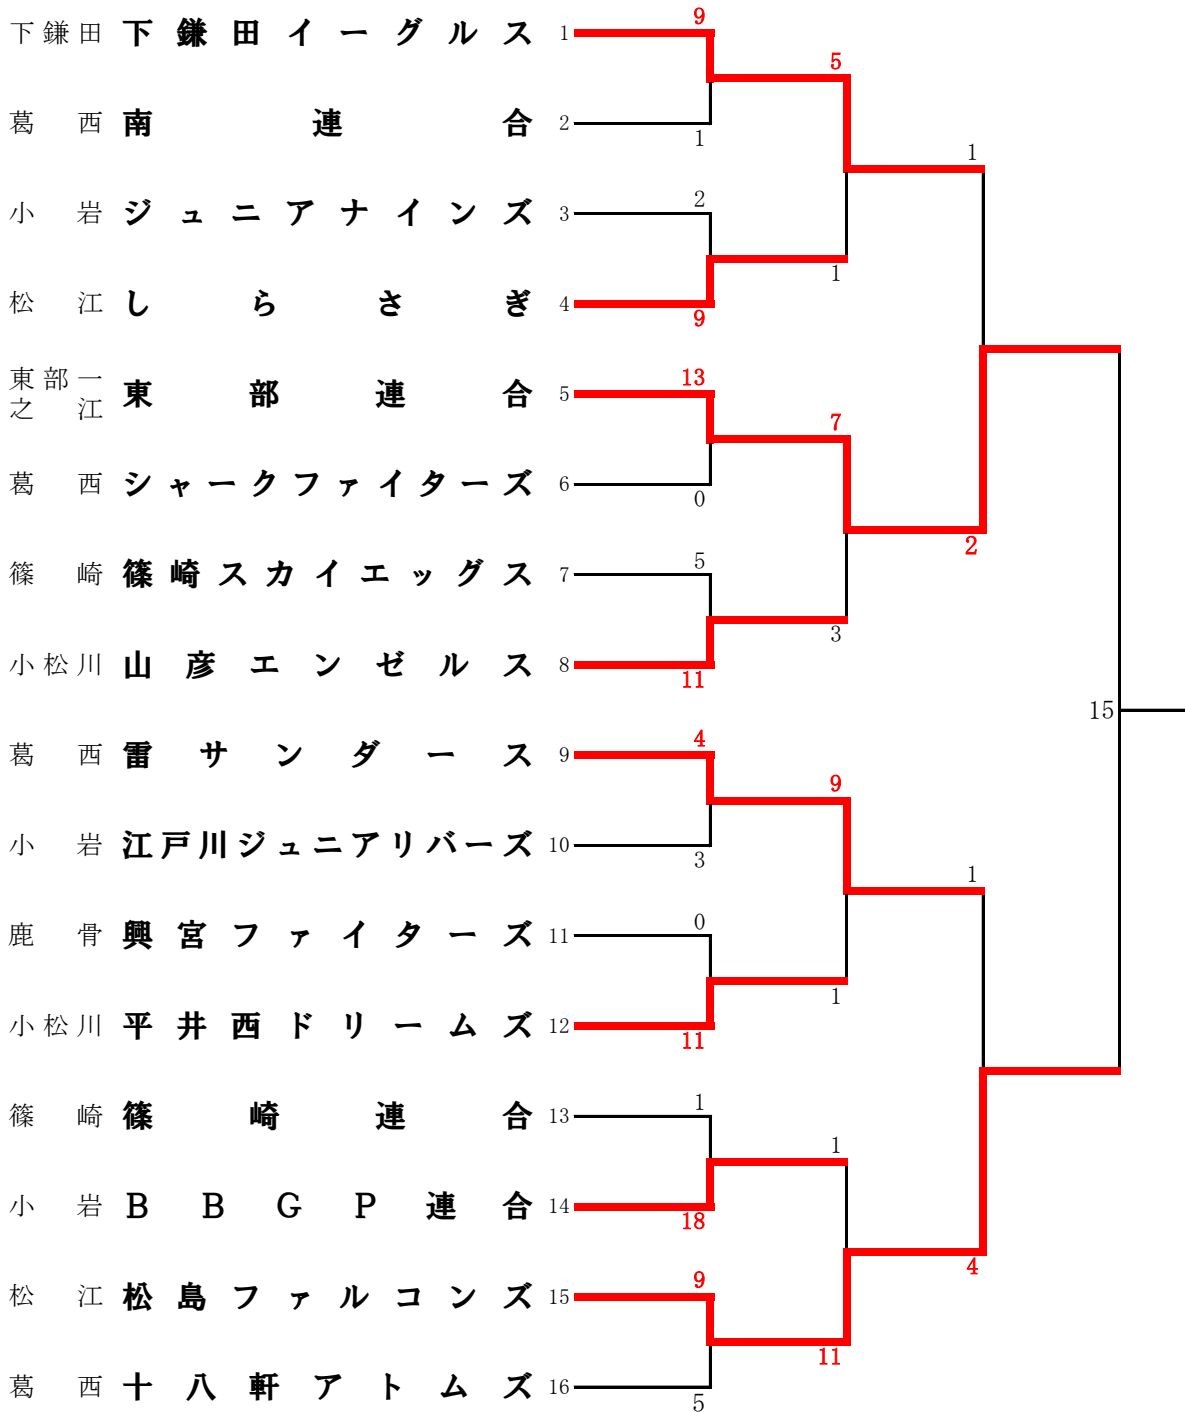 下鎌田 下鎌田イーグルス 1
9
5
葛西 南連合 2
1
1
小岩 ジュニアナインズ 3
2
1
松江 しらさぎ 4
9
東部一之江 東部連合 5
13
7
葛西 シャークファイターズ 6
0
2
篠崎 篠崎スカイエッグス 7
5
3
小松川 山彦エンゼルス 8
11
15
葛西 雷サンダース 9
4
9
小岩 江戸川ジュニアリバーズ 10
3
1
鹿骨 興宮ファイターズ 11
0
1
小松川 平井西ドリームズ 12
11
篠崎 篠崎連合 13
1
1
小岩 BBGP連合 14
18
4
松江 松島ファルコンズ 15
9
11
葛西 十八軒アトムズ 16
5